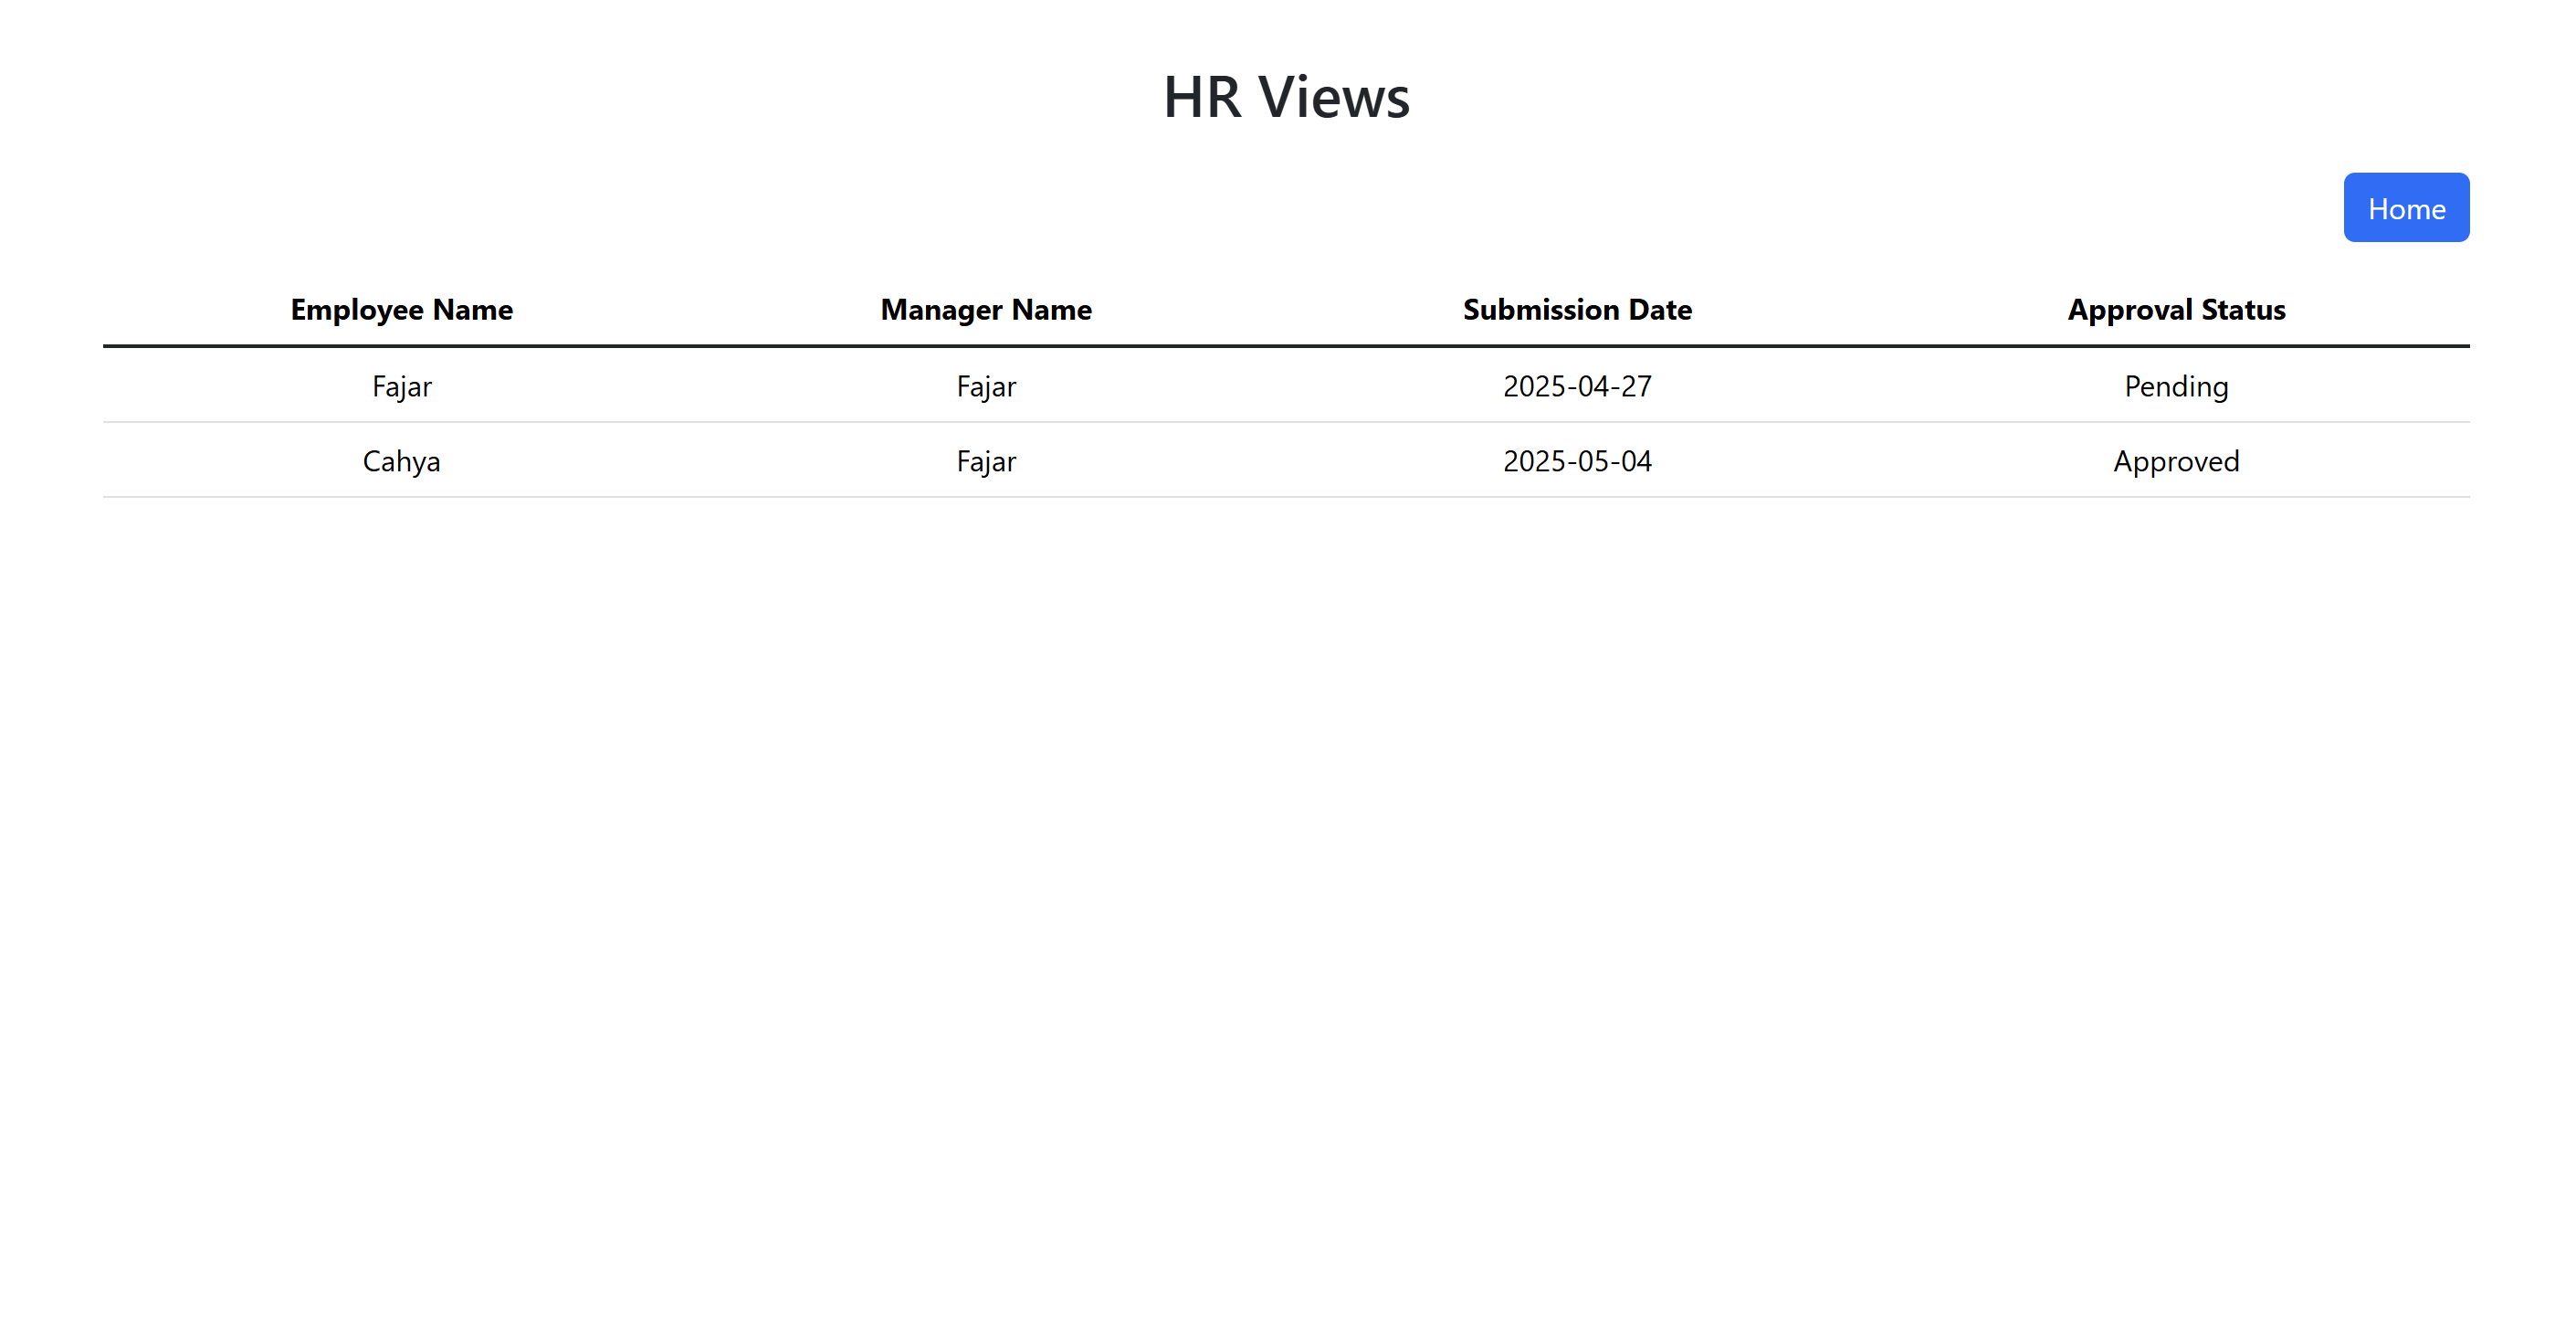 HR Views
Home
Employee Name Manager Name Submission Date Approval Status
Fajar Fajar 2025-04-27 Pending
Cahya Fajar 2025-05-04 Approved